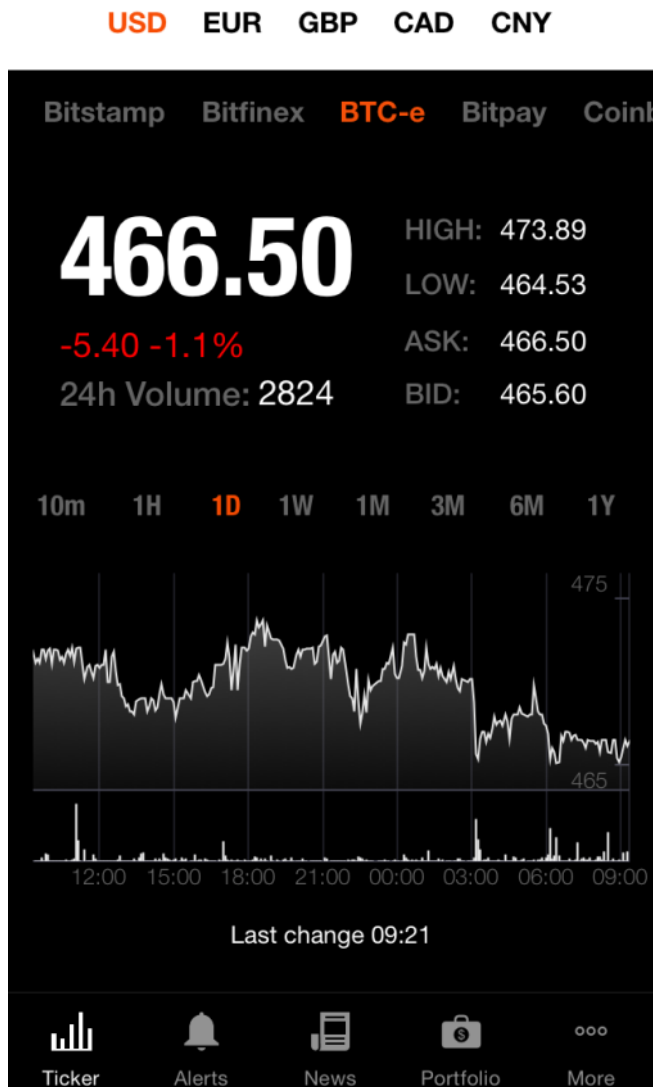 USD EUR GBP CAD CNY
Bitstamp Bitfinex BTC-e Bitpay Coinb
466.50
-5.40 -1.1%
24h Volume: 2824
HIGH: 473.89
LOW: 464.53
ASK: 466.50
BID: 465.60
10m 1H 1D 1W 1M 3M 6M 1Y
475
465
12:00 15:00 18:00 21:00 00:00 03:00 06:00 09:00
Last change 09:21
Ticker Alerts News Portfolio More